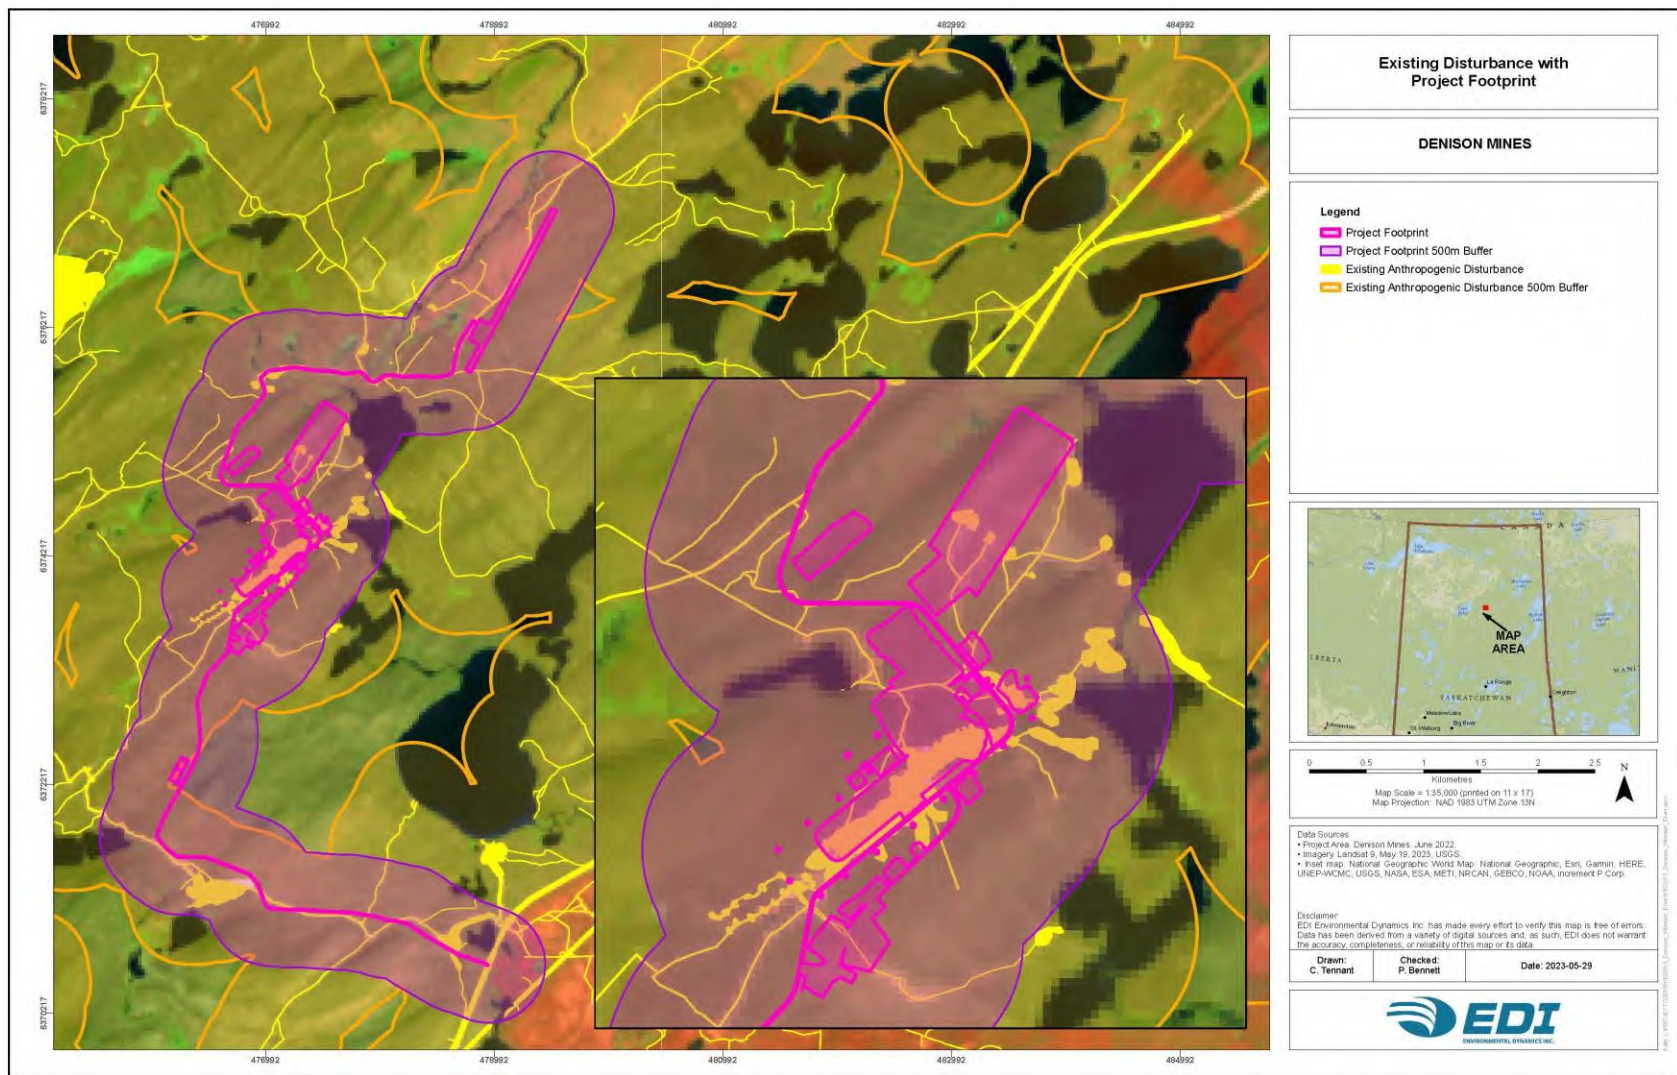 476992 478992 480992 482992 484992
6378217
6376217
6374217
6372217
6370217
476992 478992 480992 482992 484992
Existing Disturbance with
Project Footprint
DENISON MINES
Legend
Project Footprint
Project Footprint 500m Buffer
Existing Anthropogenic Disturbance
Existing Anthropogenic Disturbance 500m Buffer
CANADA
MAP
AREA
La Ronge
SASKATCHEWAN
Creighton
Meadow Lake
Big River
St. Walburg
0 0.5 1 1.5 2 2.5
Kilometres
N
Map Scale = 1:35,000 (printed on 11 x 17)
Map Projection: NAD 1983 UTM Zone 13N
Data Sources
• Project Area. Denison Mines. June 2022.
• Imagery. Landsat 9, May 19, 2023. USGS.
• Inset map. National Geographic World Map: National Geographic, Esri, Garmin, HERE,
UNEP-WCMC, USGS, NASA, ESA, METI, NRCAN, GEBCO, NOAA, increment P Corp.
Disclaimer
EDI Environmental Dynamics Inc. has made every effort to verify this map is free of errors.
Data has been derived from a variety of digital sources and, as such, EDI does not warrant
the accuracy, completeness, or reliability of this map or its data.
Drawn:
C. Tennant
Checked:
P. Bennett
Date: 2023-05-29
EDI
ENVIRONMENTAL DYNAMICS INC.